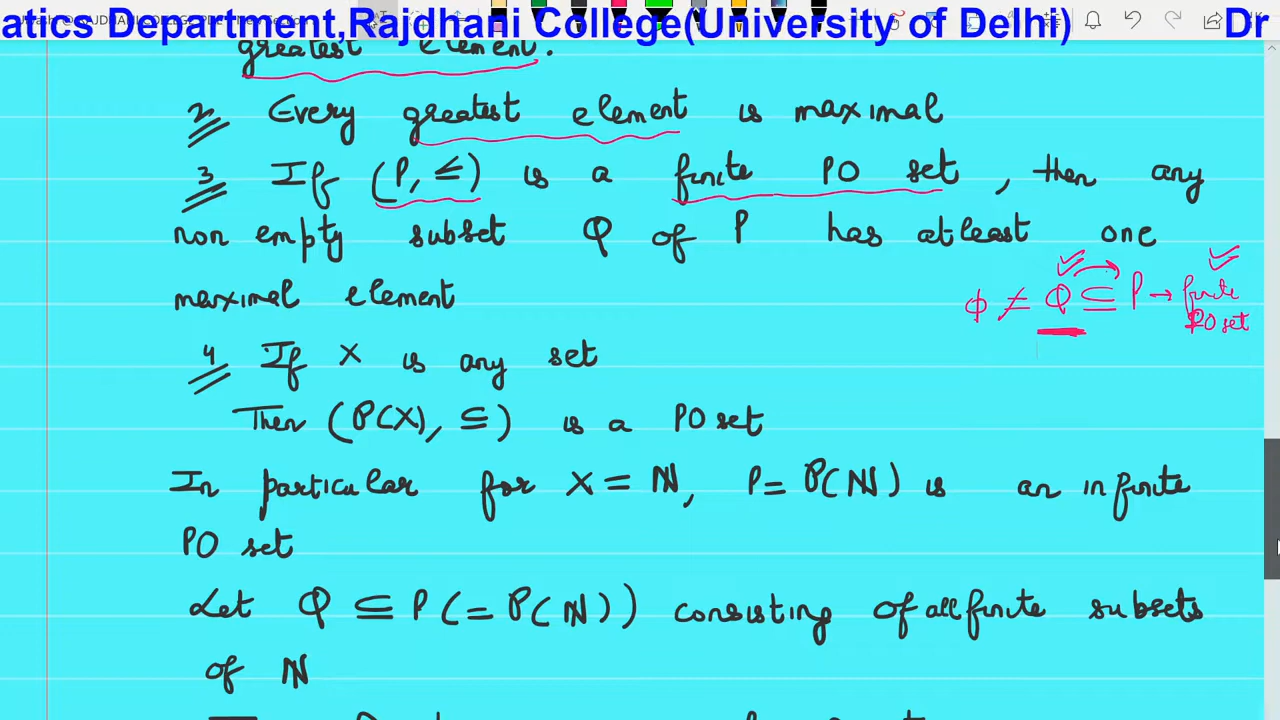 atics Department,Rajdhani College(University of Delhi) Dr
greatest element.
2 Every greatest element is maximal
3 If (P, ≤) is a finite PO set, then any
non empty subset Q of P has atleast one
maximal element
φ ≠ Q ⊆ P → finite
PO set
4 If X is any set
Then (P(X), ⊆) is a PO set
In particular for X = ℕ, P = P(ℕ) is an infinite
PO set
Let Q ⊆ P(= P(ℕ)) consisting of all finite subsets
of ℕ